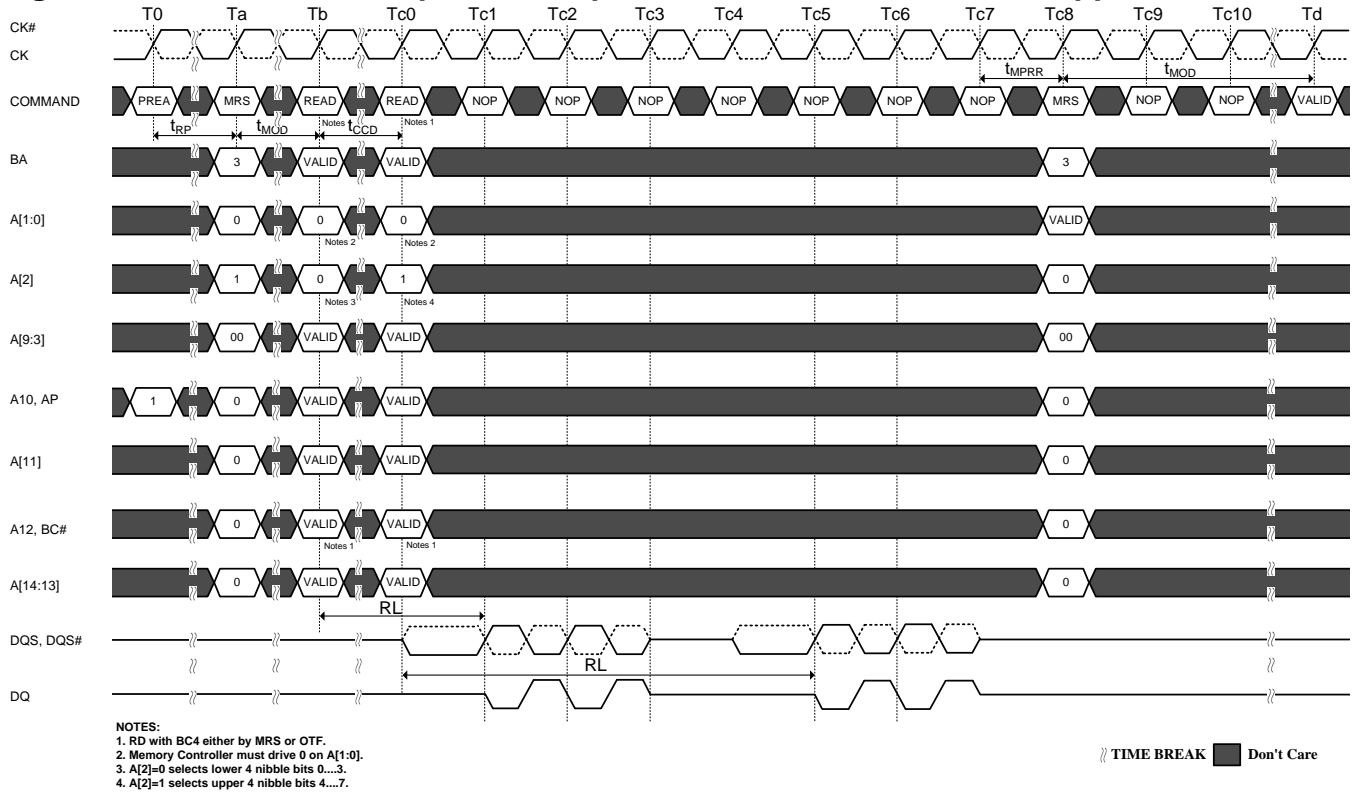 T0 Ta Tb Tc0 Tc1 Tc2 Tc3 Tc4 Tc5 Tc6 Tc7 Tc8 Tc9 Tc10 Td
CK#
CK
tMPRR tMOD
COMMAND PREA MRS READ READ NOP NOP NOP NOP NOP NOP NOP MRS NOP NOP VALID
Notes 1 Notes 1
tRP tMOD tCCD
BA 3 VALID VALID 3
A[1:0] 0 0 0 VALID
Notes 2 Notes 2
A[2] 1 0 1 0
Notes 3 Notes 4
A[9:3] 00 VALID VALID 00
A10, AP 1 0 VALID VALID 0
A[11] 0 VALID VALID 0
A12, BC# 0 VALID VALID 0
Notes 1 Notes 1
A[14:13] 0 VALID VALID 0
RL
DQS, DQS#
RL
DQ
NOTES:
1. RD with BC4 either by MRS or OTF.
2. Memory Controller must drive 0 on A[1:0].
3. A[2]=0 selects lower 4 nibble bits 0....3.
4. A[2]=1 selects upper 4 nibble bits 4....7.
TIME BREAK Don't Care